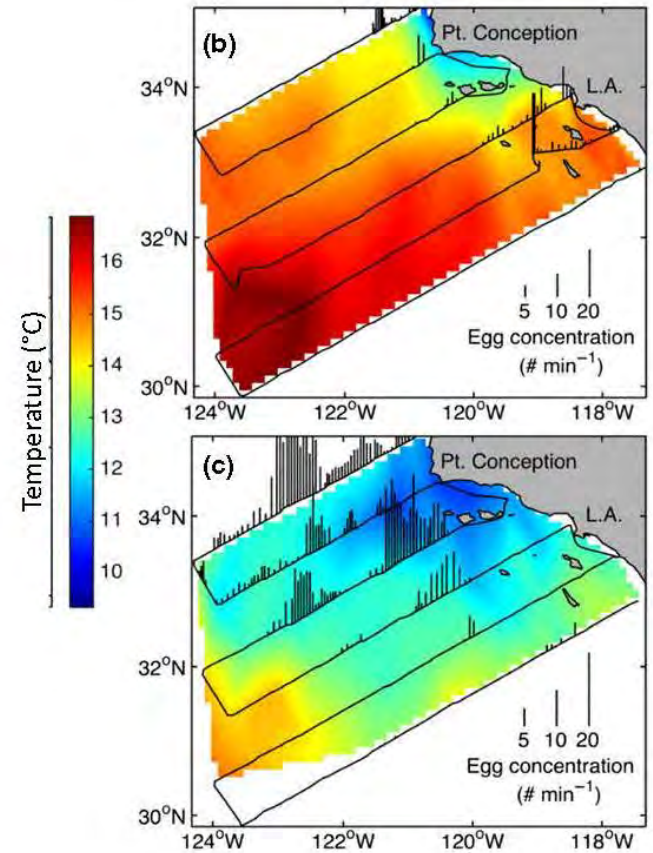 (b)
Pt. Conception
34°N
L.A.
32°N
30°N
5 10 20
Egg concentration
(# min⁻¹)
124°W 122°W 120°W 118°W
Temperature (°C)
16
15
14
13
12
11
10
(c)
Pt. Conception
34°N
L.A.
32°N
30°N
5 10 20
Egg concentration
(# min⁻¹)
124°W 122°W 120°W 118°W